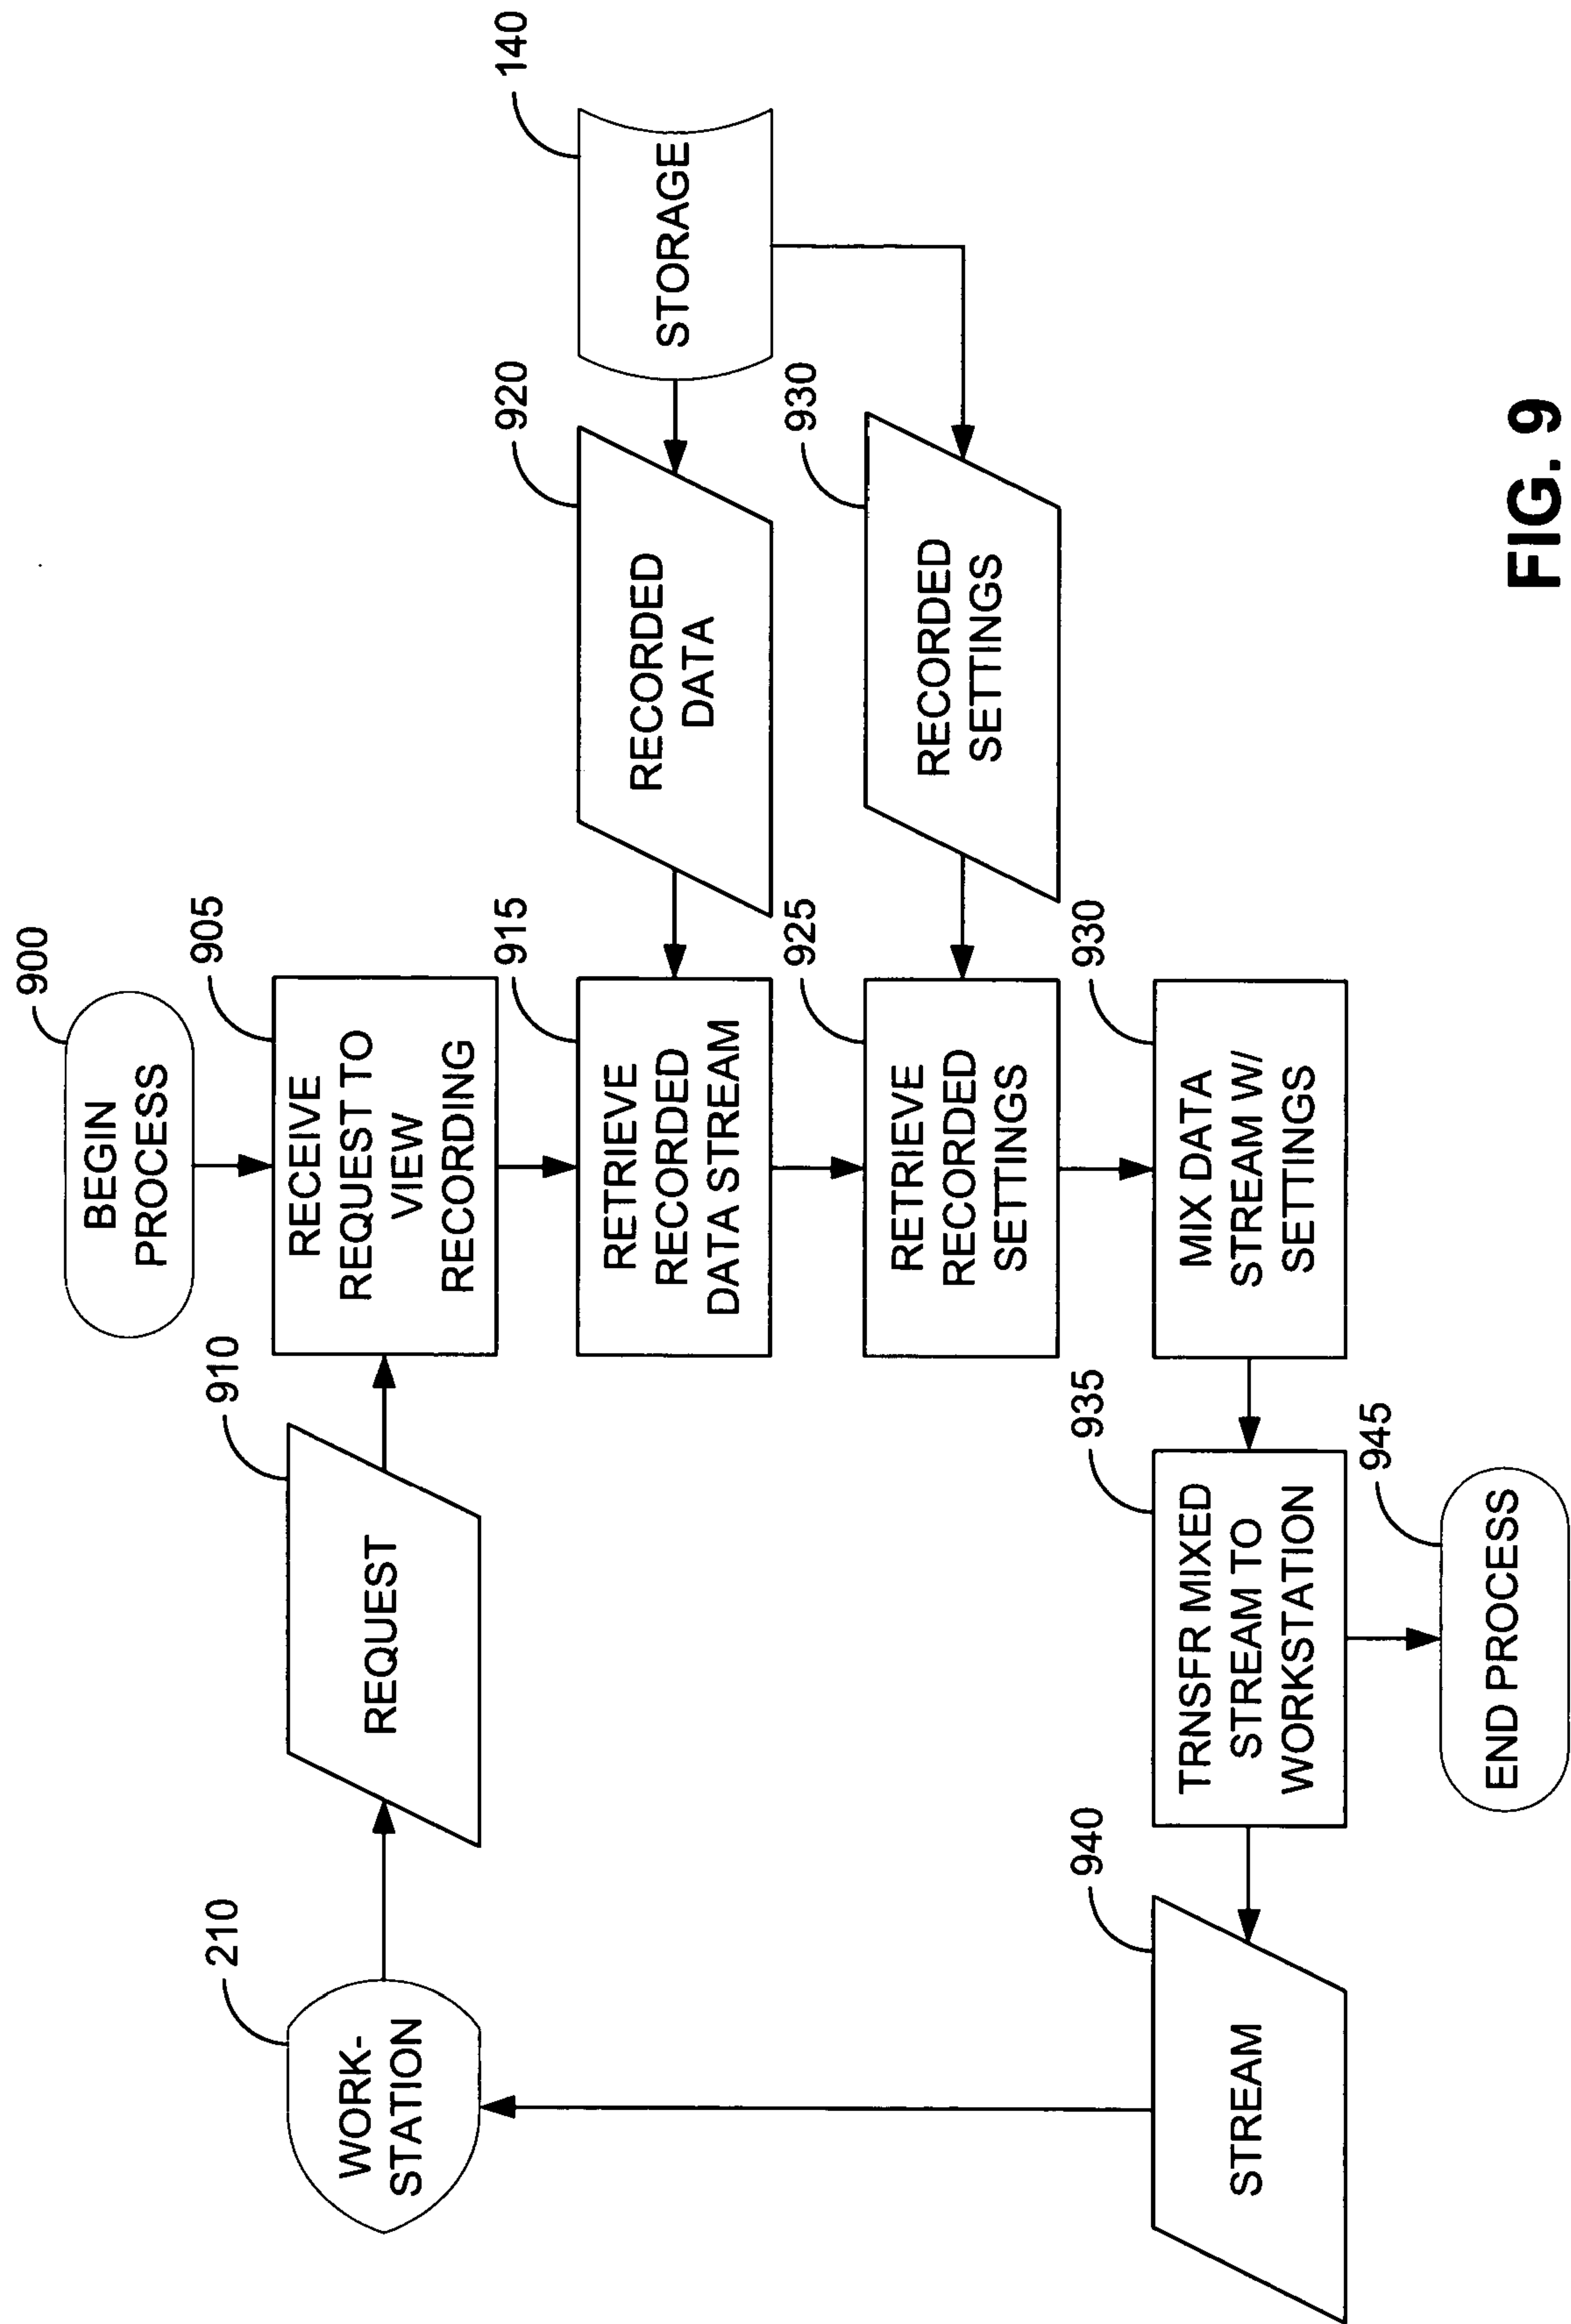 900
BEGIN
PROCESS
210
WORK-
STATION
910
REQUEST
905
RECEIVE
REQUEST TO
VIEW
RECORDING
915
RETRIEVE
RECORDED
DATA STREAM
920
RECORDED
DATA
140
STORAGE
925
RETRIEVE
RECORDED
SETTINGS
930
RECORDED
SETTINGS
940
STREAM
935
TRNSFR MIXED
STREAM TO
WORKSTATION
930
MIX DATA
STREAM W/
SETTINGS
945
END PROCESS
FIG. 9